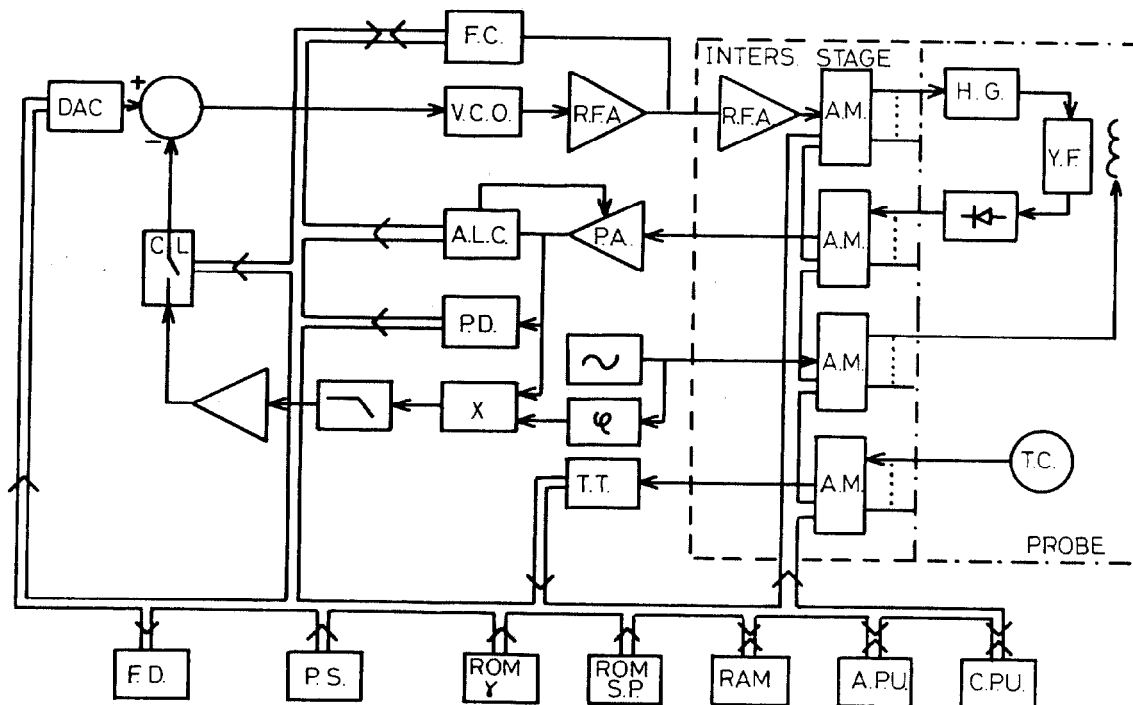 F.C.
INTERS. STAGE
DAC
+
−
V.C.O.
R.F.A.
R.F.A.
A.M.
H.G.
Y.F.
C.L.
A.L.C.
P.A.
A.M.
P.D.
A.M.
X
φ
T.T.
A.M.
T.C.
PROBE
F.D.
P.S.
ROM
γ
ROM
S.P.
RAM
A.P.U.
C.P.U.